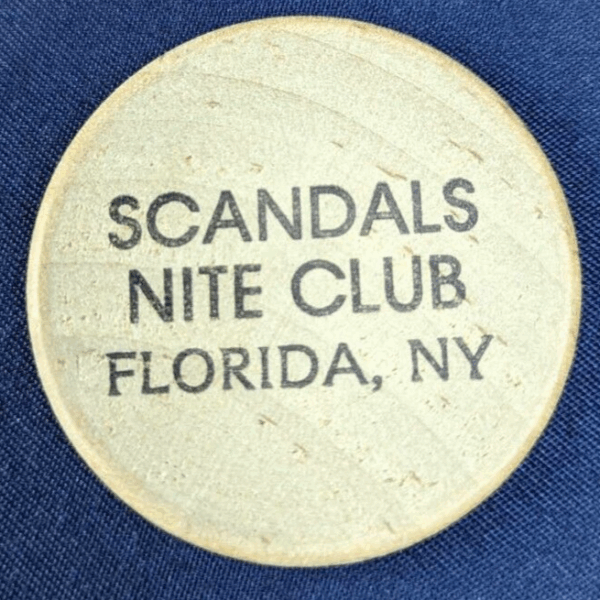 SCANDALS
NITE CLUB
FLORIDA, NY